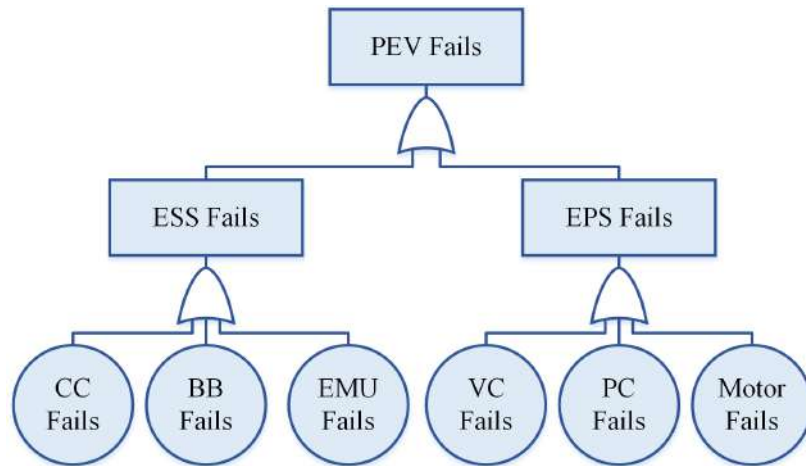 PEV Fails
ESS Fails
EPS Fails
CC
Fails
BB
Fails
EMU
Fails
VC
Fails
PC
Fails
Motor
Fails